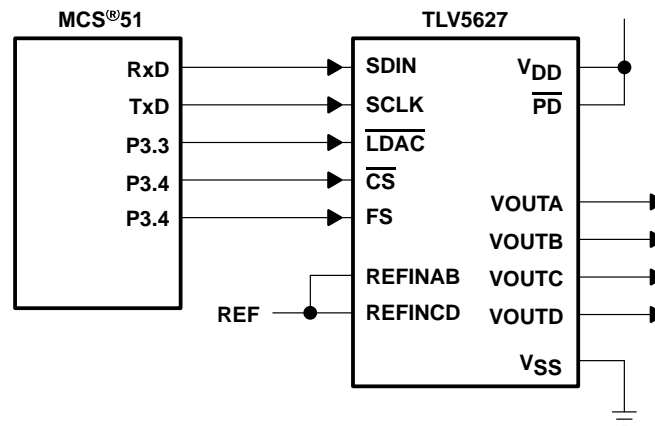 MCS®51
TLV5627
RxD
TxD
P3.3
P3.4
P3.4
SDIN
SCLK
LDAC
CS
FS
REFINAB
REFINCD
REF
VDD
PD
VOUTA
VOUTB
VOUTC
VOUTD
VSS